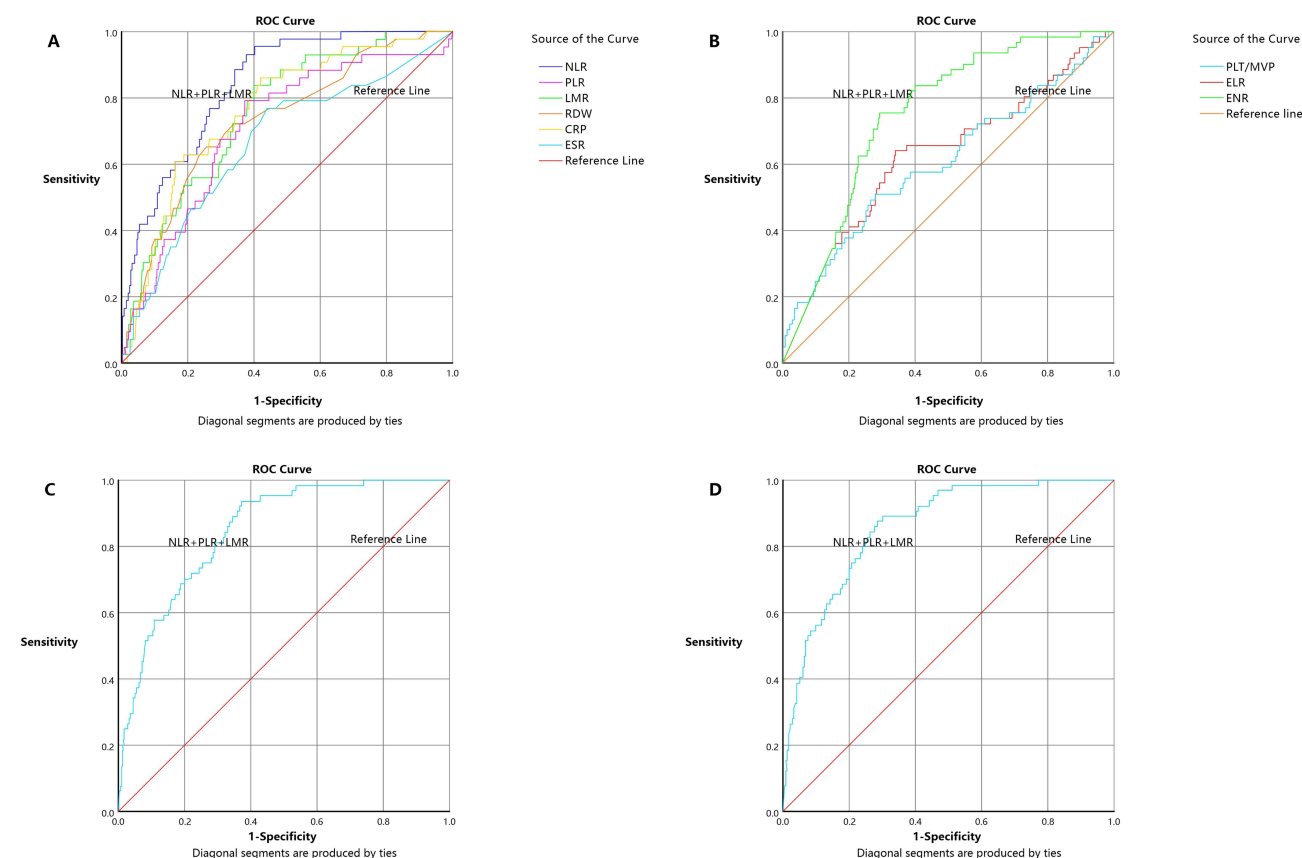 ROC Curve
A
Source of the Curve
NLR
PLR
LMR
RDW
CRP
ESR
Reference Line
1.0
0.8
0.6
0.4
0.2
0.0
Sensitivity
NLR+PLR+LMR
Reference Line
0.0 0.2 0.4 0.6 0.8 1.0
1-Specificity
Diagonal segments are produced by ties
ROC Curve
B
Source of the Curve
PLT/MVP
ELR
ENR
Reference line
1.0
0.8
0.6
0.4
0.2
0.0
Sensitivity
NLR+PLR+LMR
Reference Line
0.0 0.2 0.4 0.6 0.8 1.0
1-Specificity
Diagonal segments are produced by ties
ROC Curve
C
1.0
0.8
0.6
0.4
0.2
0.0
Sensitivity
NLR+PLR+LMR
Reference Line
0.0 0.2 0.4 0.6 0.8 1.0
1-Specificity
Diagonal segments are produced by ties
ROC Curve
D
1.0
0.8
0.6
0.4
0.2
0.0
Sensitivity
NLR+PLR+LMR
Reference Line
0.0 0.2 0.4 0.6 0.8 1.0
1-Specificity
Diagonal segments are produced by ties